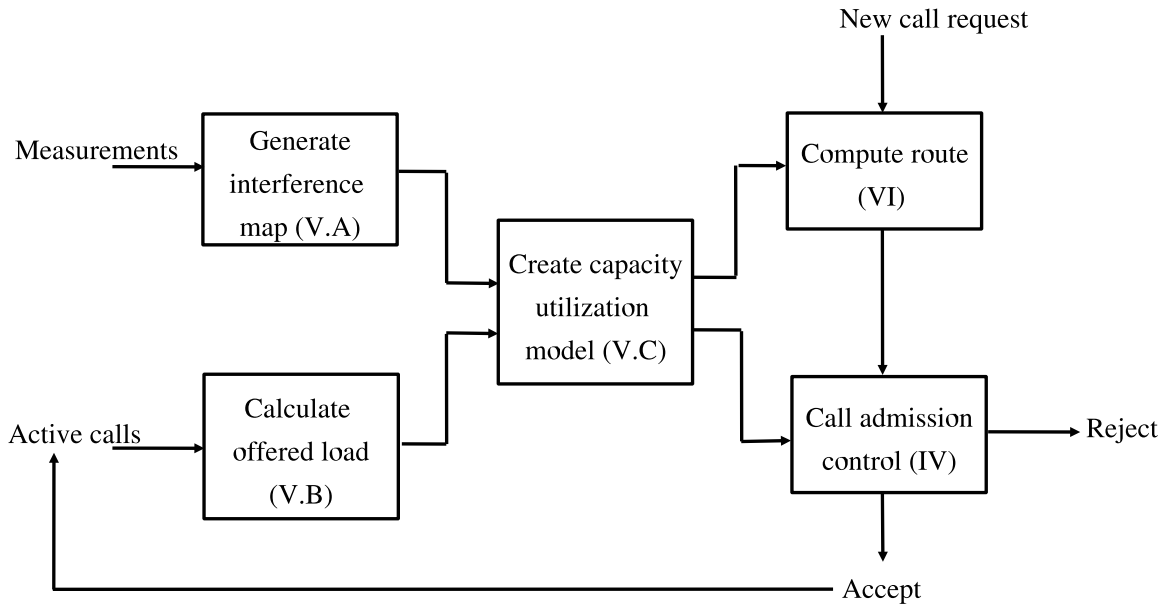 New call request
Measurements
Generate
interference
map (V.A)
Compute route
(VI)
Create capacity
utilization
model (V.C)
Active calls
Calculate
offered load
(V.B)
Call admission
control (IV)
Reject
Accept